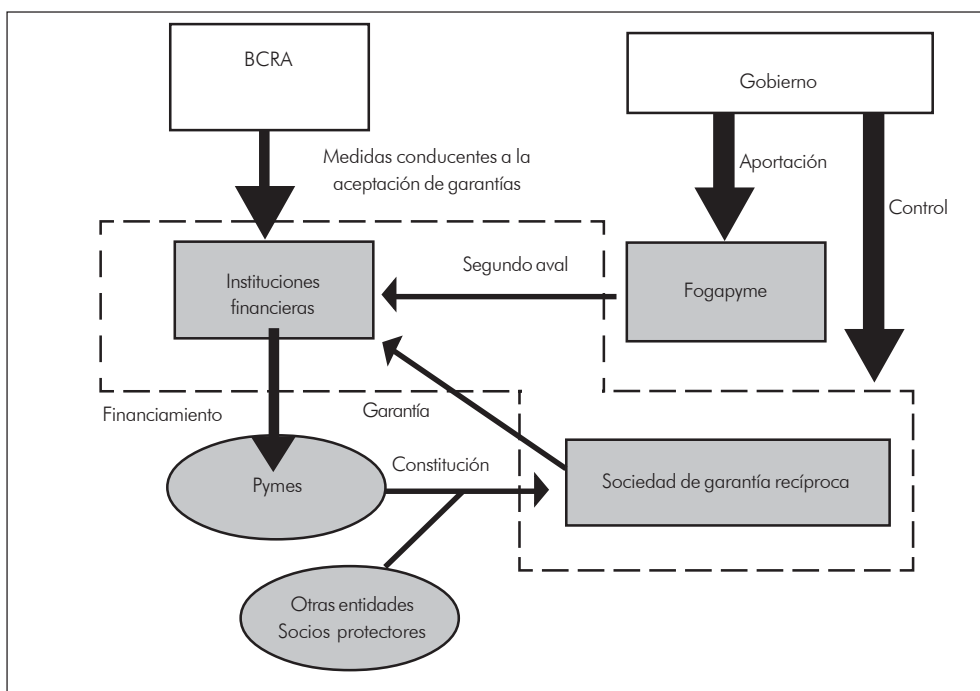 BCRA
Gobierno
Medidas conducentes a la
aceptación de garantías
Aportación
Control
Segundo aval
Instituciones
financieras
Fogapyme
Financiamiento
Garantía
Constitución
Pymes
Sociedad de garantía recíproca
Otras entidades
Socios protectores